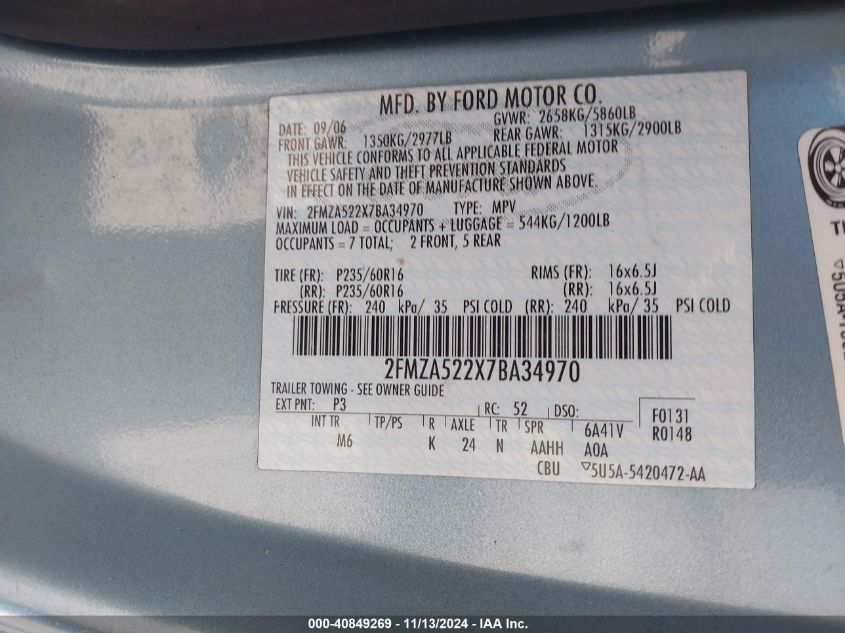 MFD. BY FORD MOTOR CO.
DATE: 09/06 GVWR: 2658KG/5860LB
FRONT GAWR: 1350KG/2977LB REAR GAWR: 1315KG/2900LB
THIS VEHICLE CONFORMS TO ALL APPLICABLE FEDERAL MOTOR
VEHICLE SAFETY AND THEFT PREVENTION STANDARDS
IN EFFECT ON THE DATE OF MANUFACTURE SHOWN ABOVE.
VIN: 2FMZA522X7BA34970 TYPE: MPV
MAXIMUM LOAD = OCCUPANTS + LUGGAGE = 544KG/1200LB
OCCUPANTS = 7 TOTAL; 2 FRONT, 5 REAR
TIRE (FR): P235/60R16 RIMS (FR): 16x6.5J
(RR): P235/60R16 (RR): 16x6.5J
PRESSURE (FR): 240 kPa/ 35 PSI COLD (RR): 240 kPa/ 35 PSI COLD
2FMZA522X7BA34970
TRAILER TOWING - SEE OWNER GUIDE
EXT PNT: P3 RC: 52 DSO: F0131
INT TR TP/PS R AXLE TR SPR 6A41V R0148
M6 K 24 N AAHH A0A
CBU ▽5U5A-5420472-AA
000-40849269 - 11/13/2024 - IAA Inc.